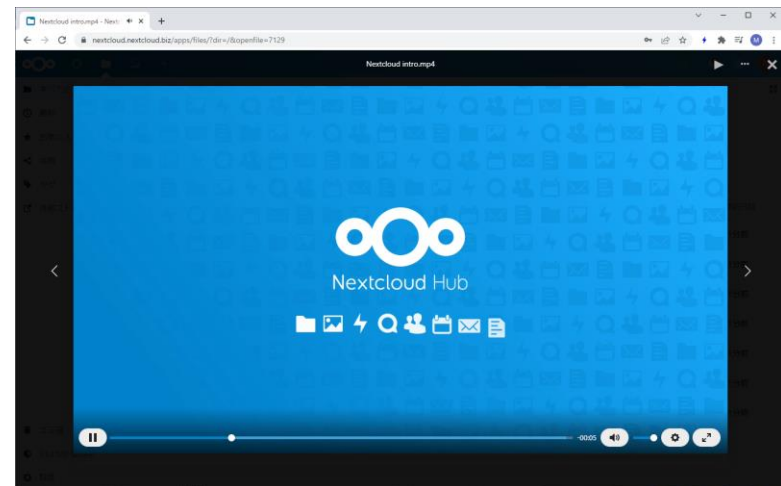 Nextcloud intro.mp4 - Next
nextcloud.nextcloud.biz/apps/files/?dir=/&openfile=7129
M
Nextcloud intro.mp4
Nextcloud Hub
-00:05